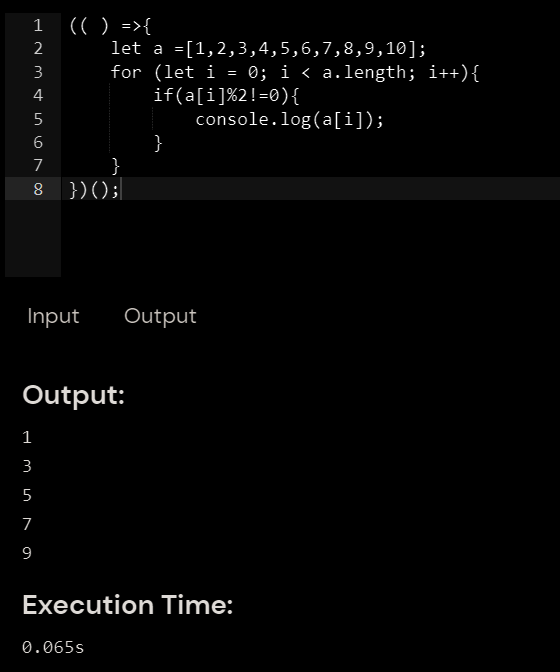 1 (( ) =>{
2     let a =[1,2,3,4,5,6,7,8,9,10];
3     for (let i = 0; i < a.length; i++){
4         if(a[i]%2!=0){
5             console.log(a[i]);
6         }
7     }
8 })();
Input Output
Output:
1
3
5
7
9
Execution Time:
0.065s